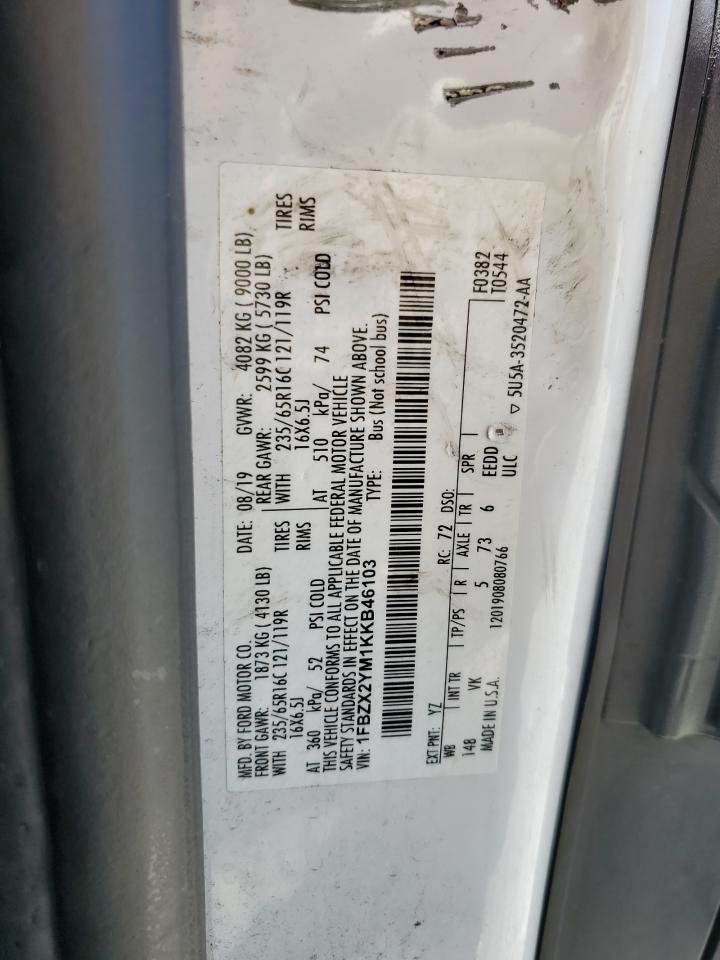 MFD. BY FORD MOTOR CO. DATE: 08/19 GVWR: 4082 KG ( 9000 LB)
FRONT GAWR: 1873 KG ( 4130 LB) REAR GAWR: 2599 KG ( 5730 LB)
WITH 235/65R16C 121/119R TIRES WITH 235/65R16C 121/119R TIRES
16X6.5J RIMS 16X6.5J RIMS
AT 360 kPa/ 52 PSI COLD AT 510 kPa/ 74 PSI COLD
THIS VEHICLE CONFORMS TO ALL APPLICABLE FEDERAL MOTOR VEHICLE
SAFETY STANDARDS IN EFFECT ON THE DATE OF MANUFACTURE SHOWN ABOVE.
VIN: 1FBZX2YM1KKB46103 TYPE: Bus (Not school bus)
EXT PNT: YZ RC: 72 DSO: F0382
WB INT TR TP/PS R AXLE TR SPR T0544
148 VK 5 73 6 EEDD
MADE IN U.S.A. 1201908080766 ULC ▽ 5U5A-3520472-AA